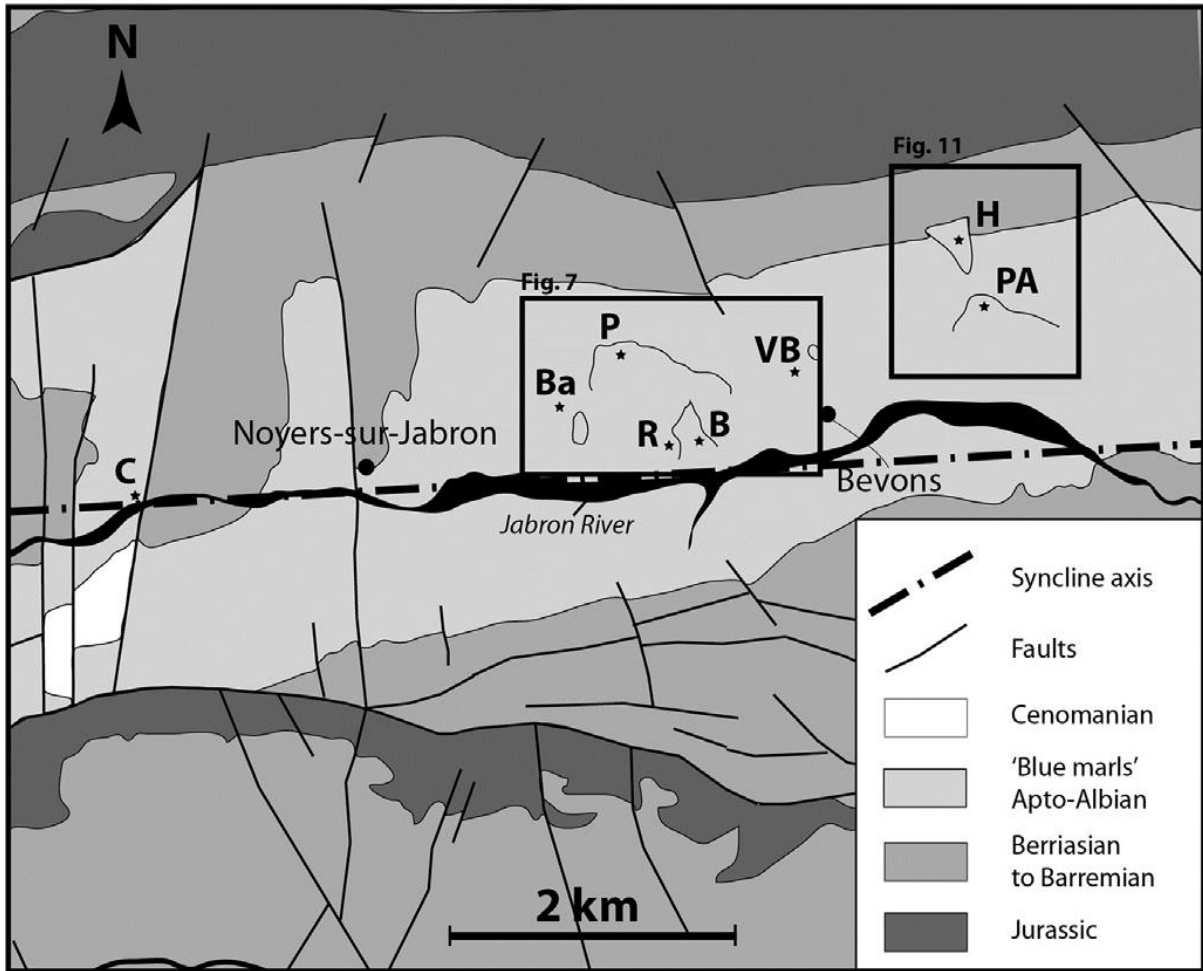 N
Fig. 11
H
PA
Fig. 7
P
VB
Ba
R
B
Noyers-sur-Jabron
C
Bevons
Jabron River
Syncline axis
Faults
Cenomanian
'Blue marls'
Apto-Albian
Berriasian
to Barremian
Jurassic
2 km